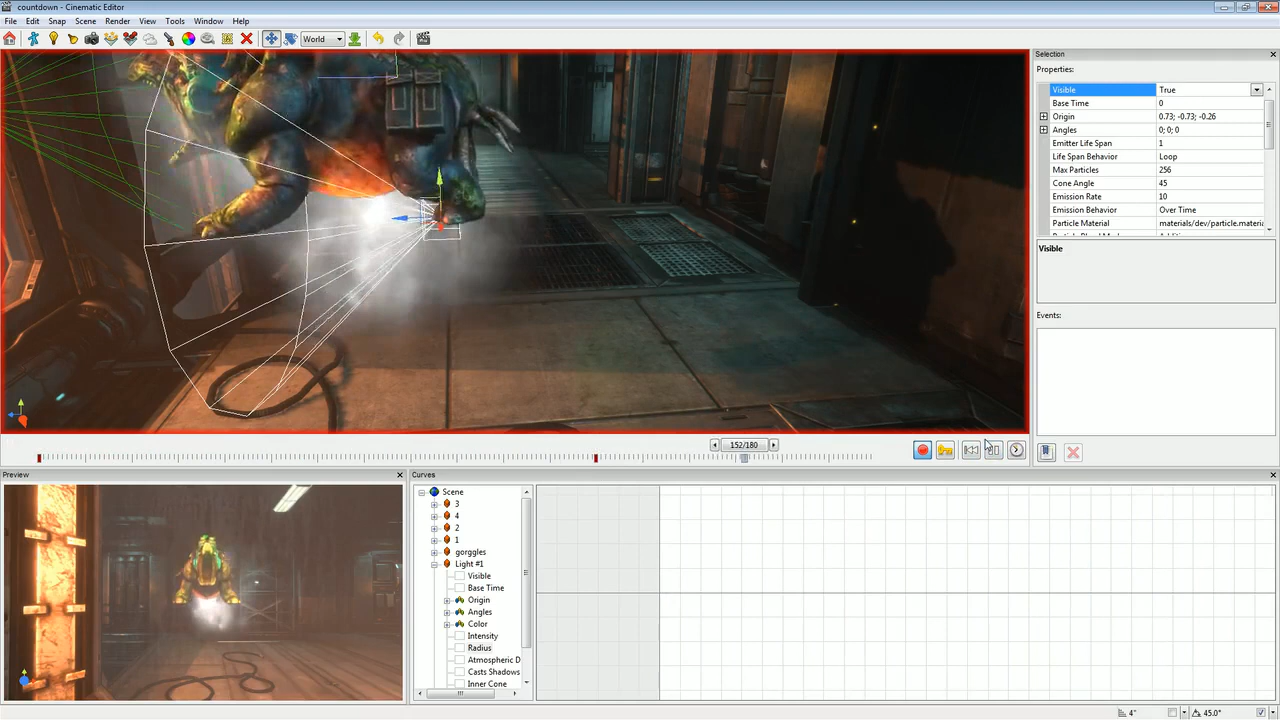 countdown - Cinematic Editor
File Edit Snap Scene Render View Tools Window Help
World
Selection
Properties:
Visible True
Base Time 0
Origin 0.73; -0.73; -0.26
Angles 0; 0; 0
Emitter Life Span 1
Life Span Behavior Loop
Max Particles 256
Cone Angle 45
Emission Rate 10
Emission Behavior Over Time
Particle Material materials/dev/particle.materia
Visible
Events:
152/180
Preview
Curves
Scene
3
4
2
1
gorggles
Light #1
Visible
Base Time
Origin
Angles
Color
Intensity
Radius
Atmospheric D
Casts Shadows
Inner Cone
4" 45.0°